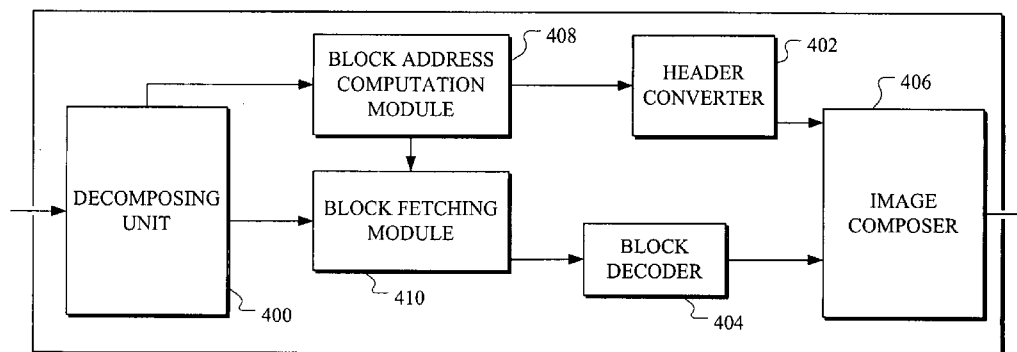 408
BLOCK ADDRESS
COMPUTATION
MODULE
402
HEADER
CONVERTER
406
DECOMPOSING
UNIT
BLOCK FETCHING
MODULE
IMAGE
COMPOSER
BLOCK
DECODER
400
410
404